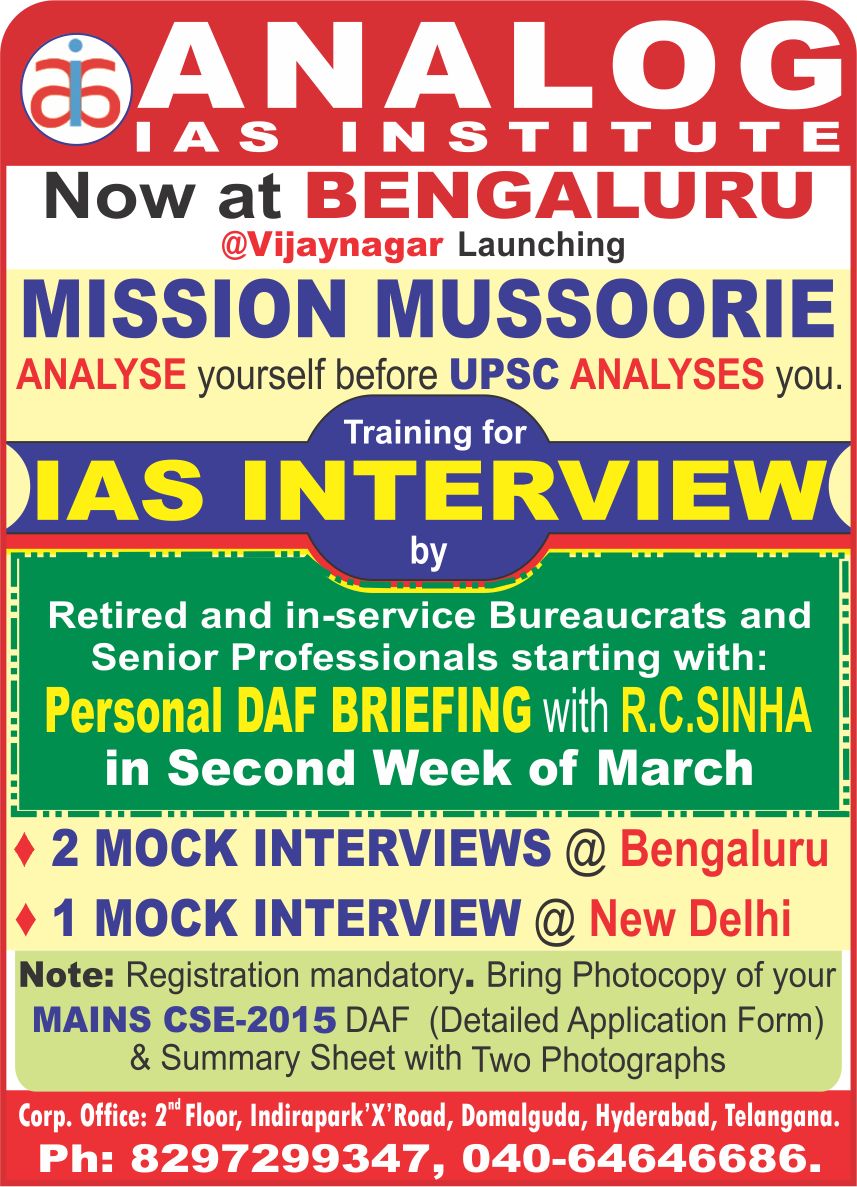 ais
ANALOG
IAS INSTITUTE
Now at BENGALURU
@Vijaynagar Launching
MISSION MUSSOORIE
ANALYSE yourself before UPSC ANALYSES you.
Training for
IAS INTERVIEW
by
Retired and in-service Bureaucrats and
Senior Professionals starting with:
Personal DAF BRIEFING with R.C.SINHA
in Second Week of March
♦ 2 MOCK INTERVIEWS @ Bengaluru
♦ 1 MOCK INTERVIEW @ New Delhi
Note: Registration mandatory. Bring Photocopy of your
MAINS CSE-2015 DAF (Detailed Application Form)
& Summary Sheet with Two Photographs
Corp. Office: 2nd Floor, Indirapark'X'Road, Domalguda, Hyderabad, Telangana.
Ph: 8297299347, 040-64646686.